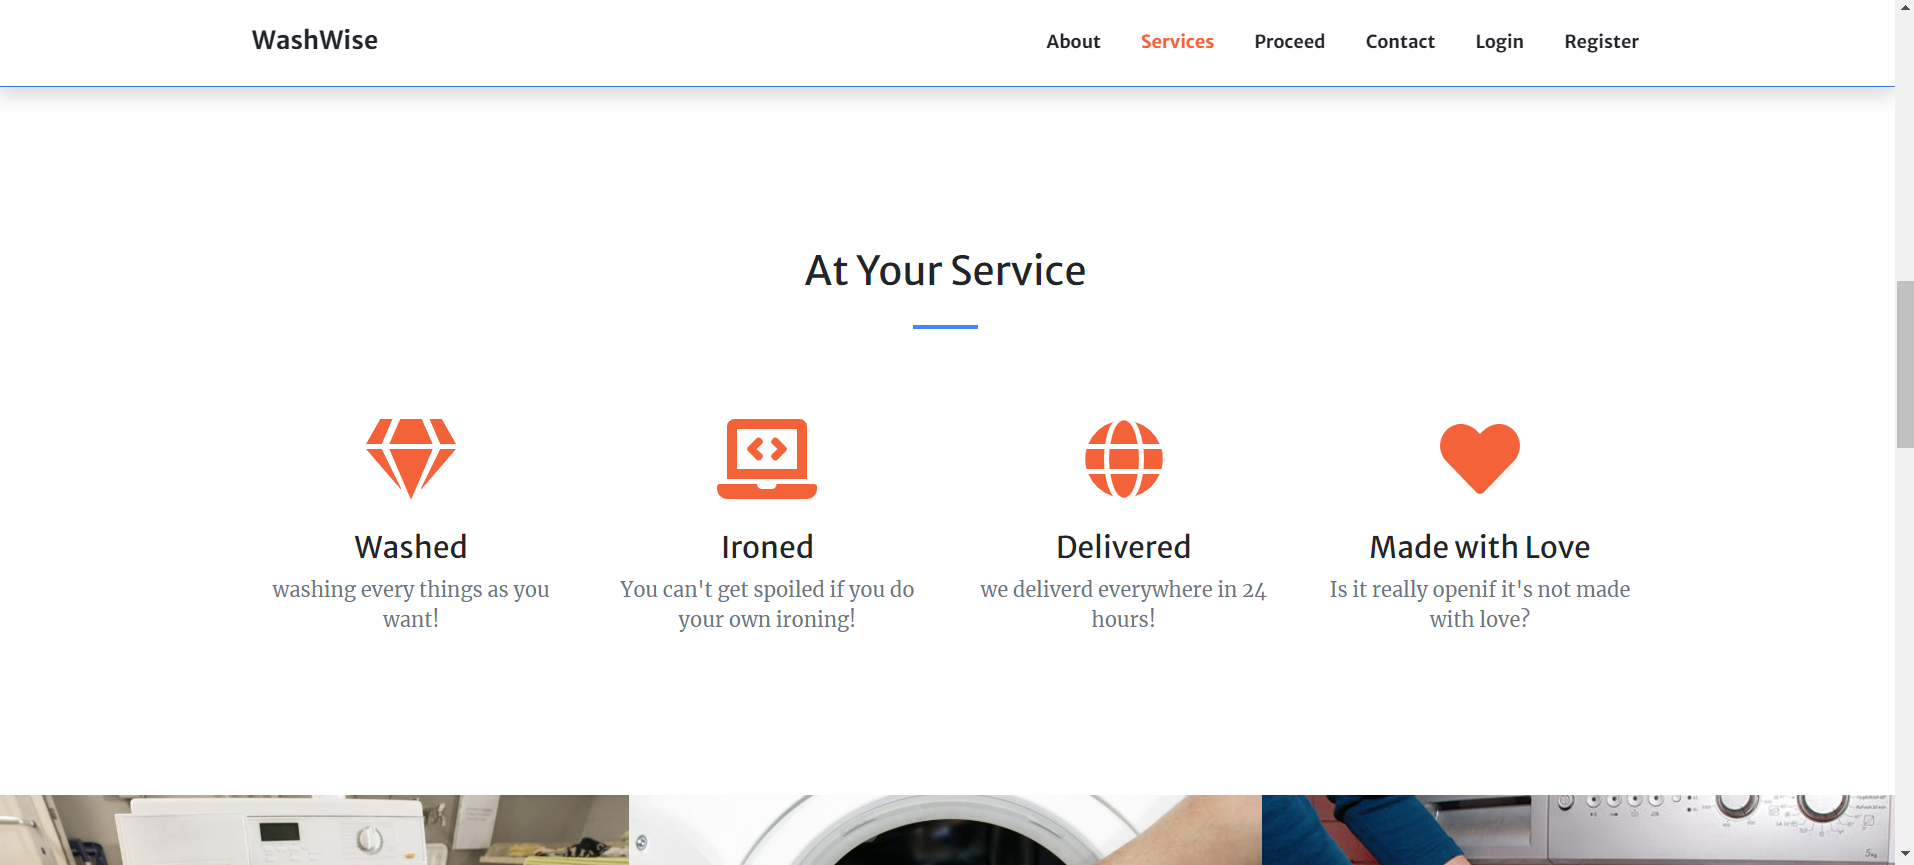 WashWise
About Services Proceed Contact Login Register
At Your Service
Washed
washing every things as you
want!
Ironed
You can't get spoiled if you do
your own ironing!
Delivered
we deliverd everywhere in 24
hours!
Made with Love
Is it really openif it's not made
with love?